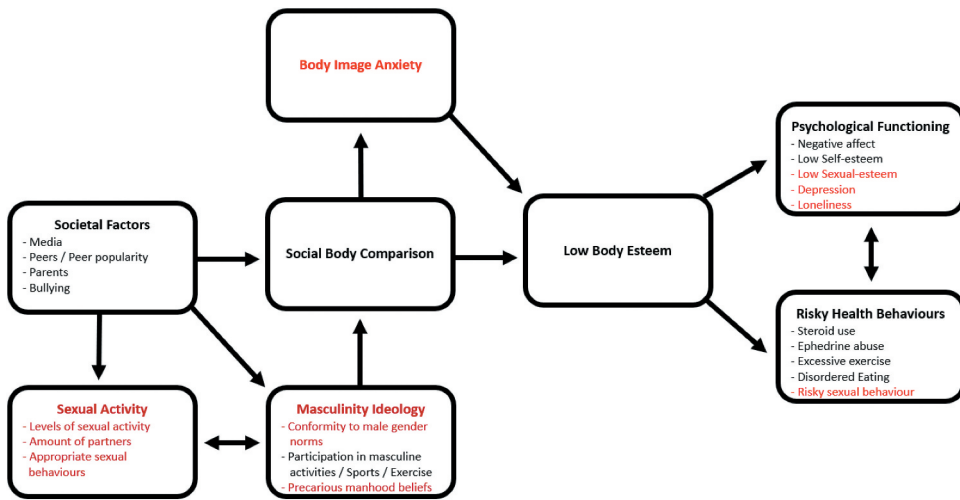 Body Image Anxiety
Psychological Functioning
- Negative affect
- Low Self-esteem
- Low Sexual-esteem
- Depression
- Loneliness
Societal Factors
- Media
- Peers / Peer popularity
- Parents
- Bullying
Social Body Comparison
Low Body Esteem
Risky Health Behaviours
- Steroid use
- Ephedrine abuse
- Excessive exercise
- Disordered Eating
- Risky sexual behaviour
Sexual Activity
- Levels of sexual activity
- Amount of partners
- Appropriate sexual
behaviours
Masculinity Ideology
- Conformity to male gender
norms
- Participation in masculine
activities / Sports / Exercise
- Precarious manhood beliefs